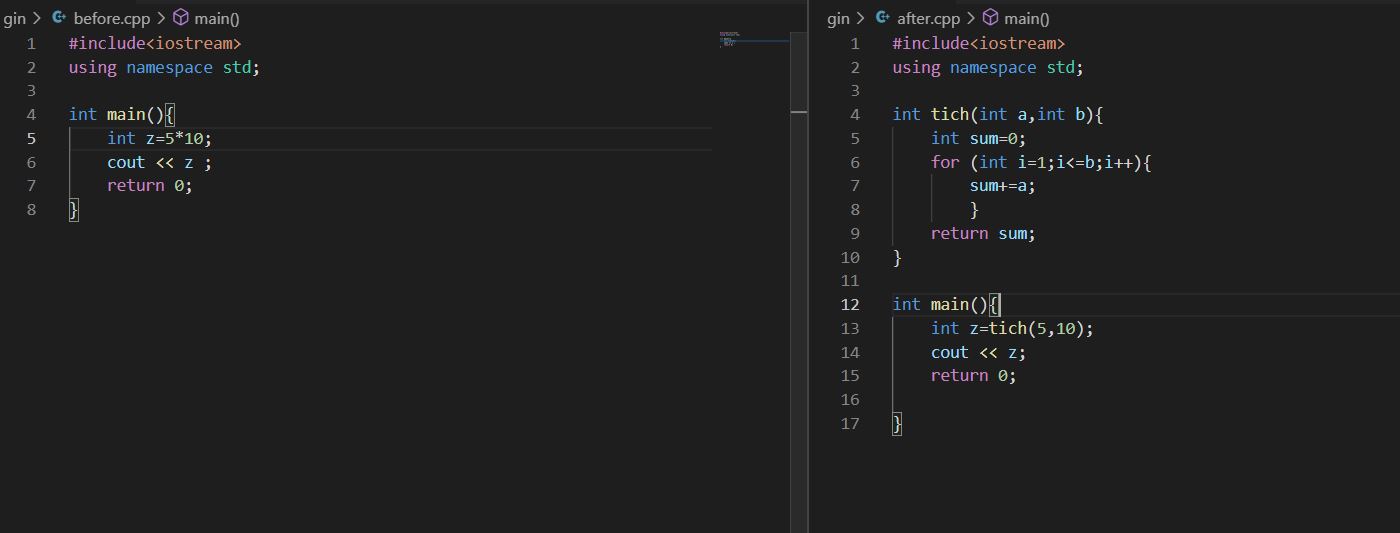 gin > before.cpp > main()
1 #include<iostream>
2 using namespace std;
3
4 int main(){
5     int z=5*10;
6     cout << z ;
7     return 0;
8 }
gin > after.cpp > main()
1 #include<iostream>
2 using namespace std;
3
4 int tich(int a,int b){
5     int sum=0;
6     for (int i=1;i<=b;i++){
7         sum+=a;
8         }
9     return sum;
10 }
11
12 int main(){
13     int z=tich(5,10);
14     cout << z;
15     return 0;
16
17 }